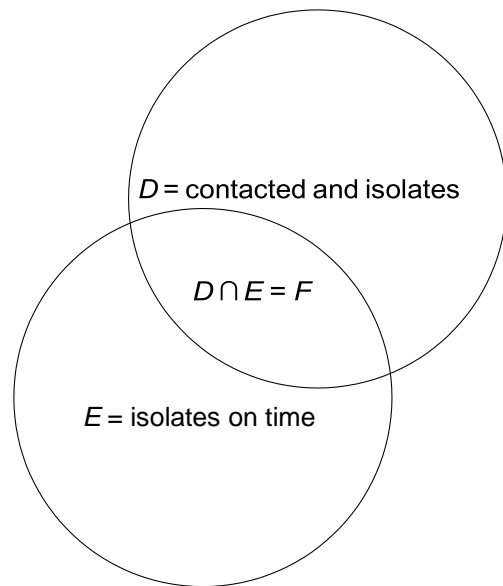 D = contacted and isolates
D ∩ E = F
E = isolates on time